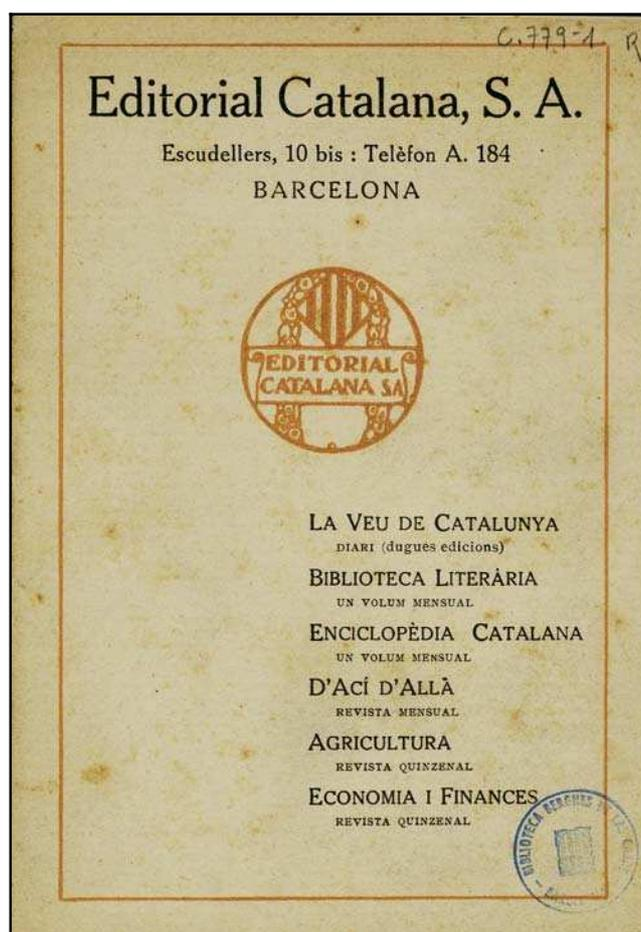 C.779-1 R
Editorial Catalana, S. A.
Escudellers, 10 bis : Telèfon A. 184
BARCELONA
EDITORIAL
CATALANA SA
LA VEU DE CATALUNYA
DIARI (dugues edicions)
BIBLIOTECA LITERÀRIA
UN VOLUM MENSUAL
ENCICLOPÈDIA CATALANA
UN VOLUM MENSUAL
D'ACÍ D'ALLÀ
REVISTA MENSUAL
AGRICULTURA
REVISTA QUINZENAL
ECONOMIA I FINANCES
REVISTA QUINZENAL
BIBLIOTECA